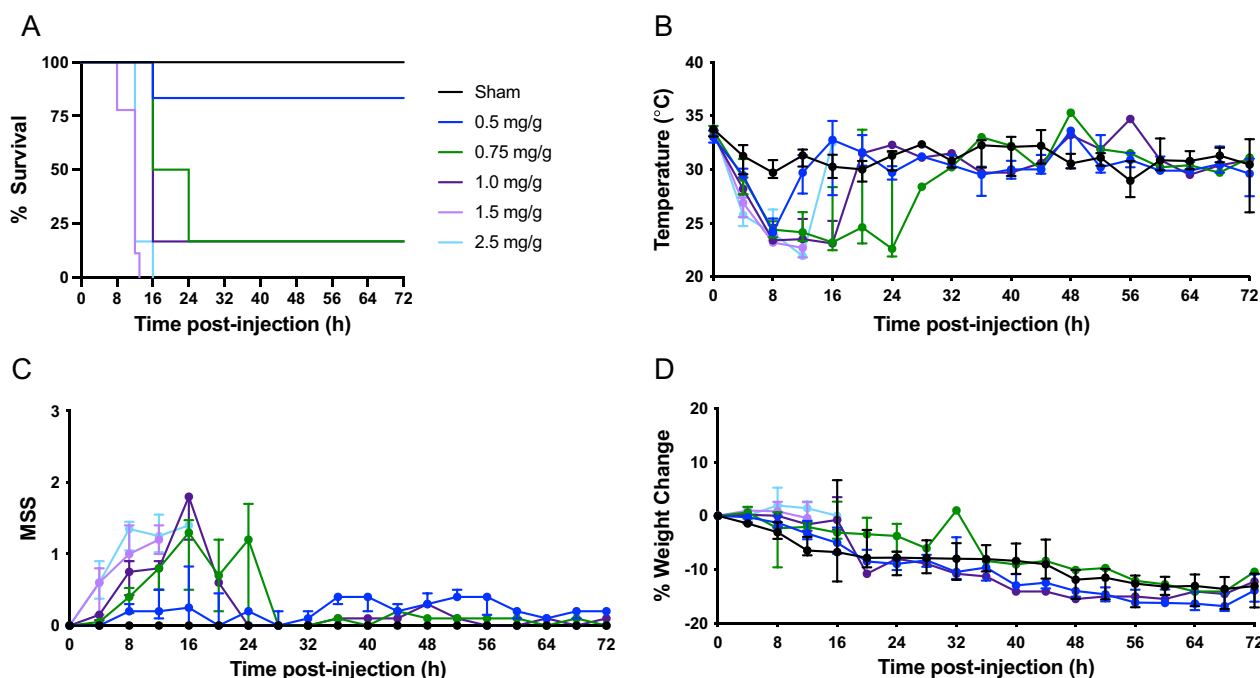 A
100
75
50
25
0
% Survival
0 8 16 24 32 40 48 56 64 72
Time post-injection (h)
Sham
0.5 mg/g
0.75 mg/g
1.0 mg/g
1.5 mg/g
2.5 mg/g
B
40
35
30
25
20
Temperature (°C)
0 8 16 24 32 40 48 56 64 72
Time post-injection (h)
C
3
2
1
0
MSS
0 8 16 24 32 40 48 56 64 72
Time post-injection (h)
D
20
10
0
-10
-20
% Weight Change
0 8 16 24 32 40 48 56 64 72
Time post-injection (h)